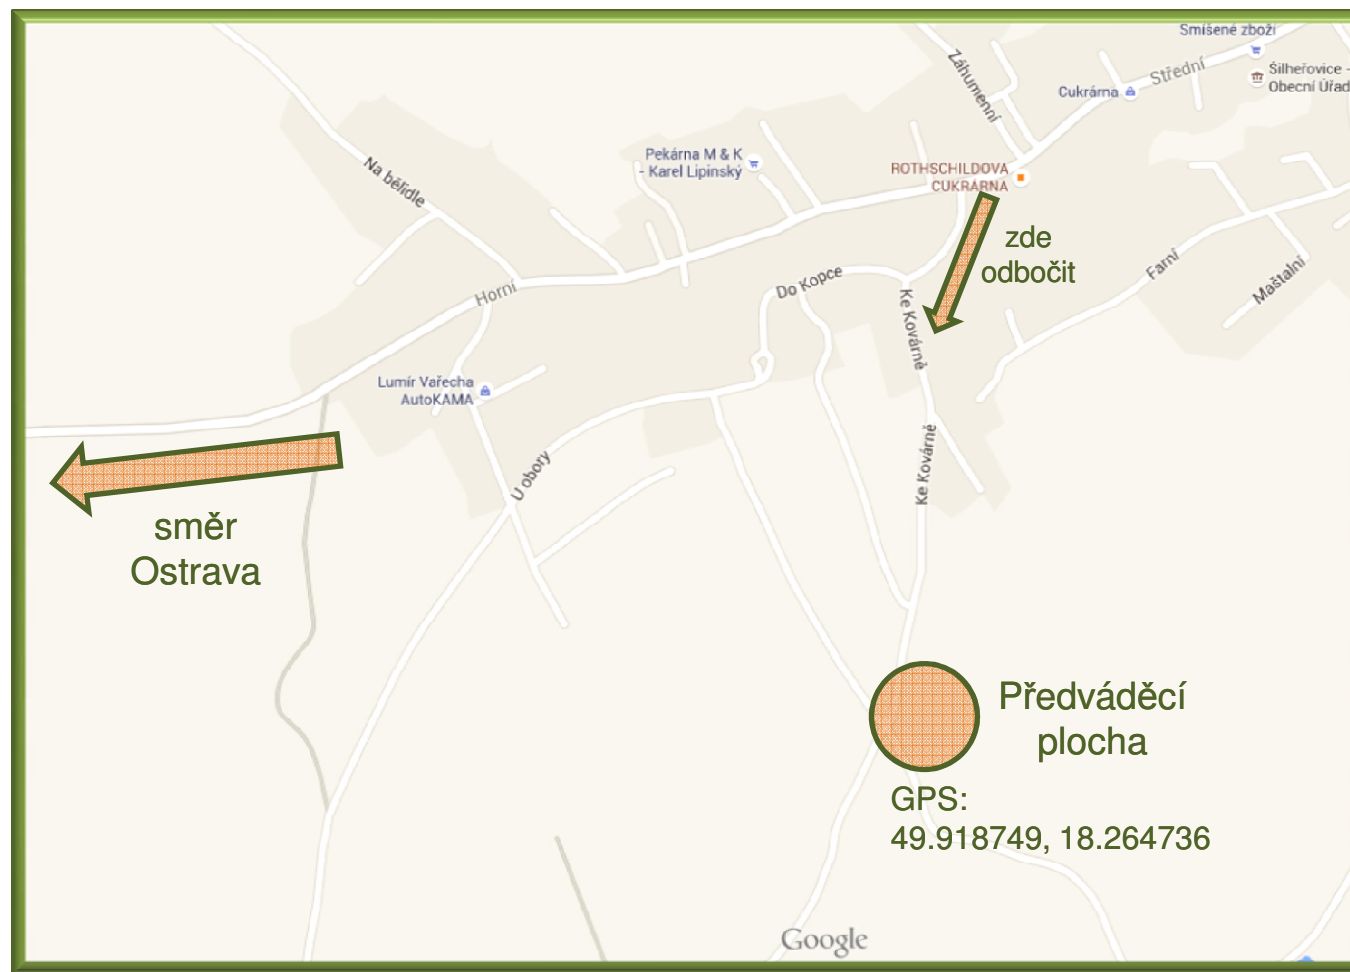 Smíšené zboží
Střední
Šilheřovice -
Obecní Úřad
Cukrárna
Záhumenní
Pekárna M & K
- Karel Lipinský
ROTHSCHILDOVA
CUKRÁRNA
Na bělidle
zde
odbočit
Farní
Maštalní
Do Kopce
Horní
Ke Kovárně
Lumír Vařecha
AutoKAMA
Ke Kovárně
U obory
směr
Ostrava
Předváděcí
plocha
GPS:
49.918749, 18.264736
Google